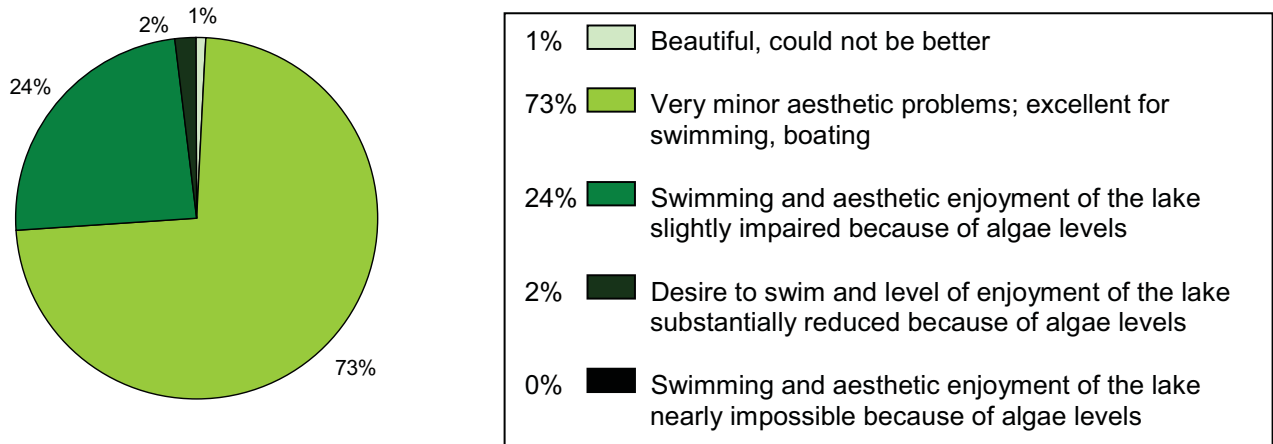 1%
2%
24%
73%
1% Beautiful, could not be better
73% Very minor aesthetic problems; excellent for
swimming, boating
24% Swimming and aesthetic enjoyment of the lake
slightly impaired because of algae levels
2% Desire to swim and level of enjoyment of the lake
substantially reduced because of algae levels
0% Swimming and aesthetic enjoyment of the lake
nearly impossible because of algae levels